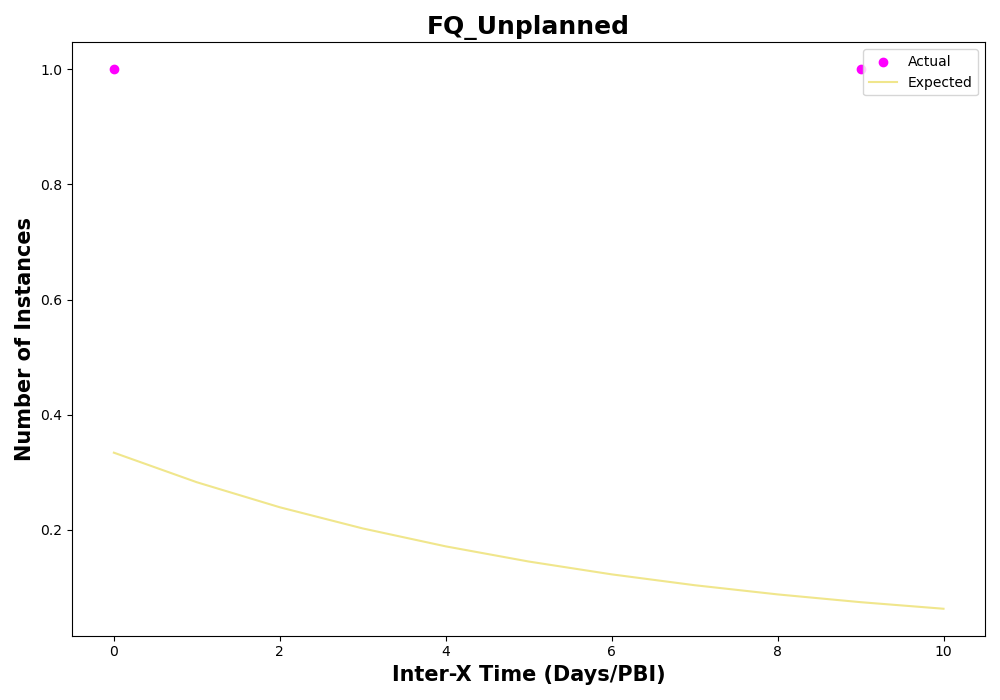 FQ_Unplanned
Actual
Expected
1.0
0.8
0.6
0.4
0.2
Number of Instances
0
2
4
6
8
10
Inter-X Time (Days/PBI)